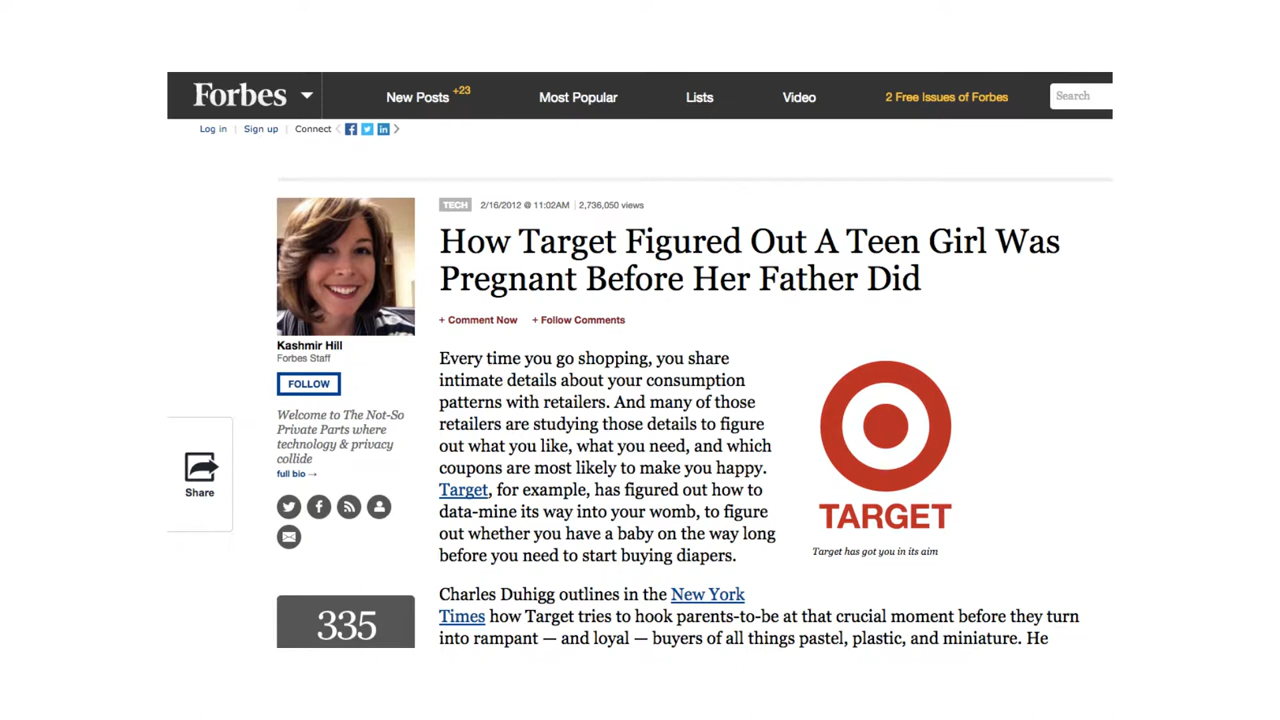 Forbes
New Posts +23
Most Popular
Lists
Video
2 Free Issues of Forbes
Search
Log in | Sign up | Connect
TECH 2/16/2012 @ 11:02AM | 2,736,050 views
How Target Figured Out A Teen Girl Was
Pregnant Before Her Father Did
+ Comment Now + Follow Comments
Kashmir Hill
Forbes Staff
FOLLOW
Welcome to The Not-So
Private Parts where
technology & privacy
collide
full bio →
Share
335
Every time you go shopping, you share
intimate details about your consumption
patterns with retailers. And many of those
retailers are studying those details to figure
out what you like, what you need, and which
coupons are most likely to make you happy.
Target, for example, has figured out how to
data-mine its way into your womb, to figure
out whether you have a baby on the way long
before you need to start buying diapers.
TARGET
Target has got you in its aim
Charles Duhigg outlines in the New York
Times how Target tries to hook parents-to-be at that crucial moment before they turn
into rampant — and loyal — buyers of all things pastel, plastic, and miniature. He